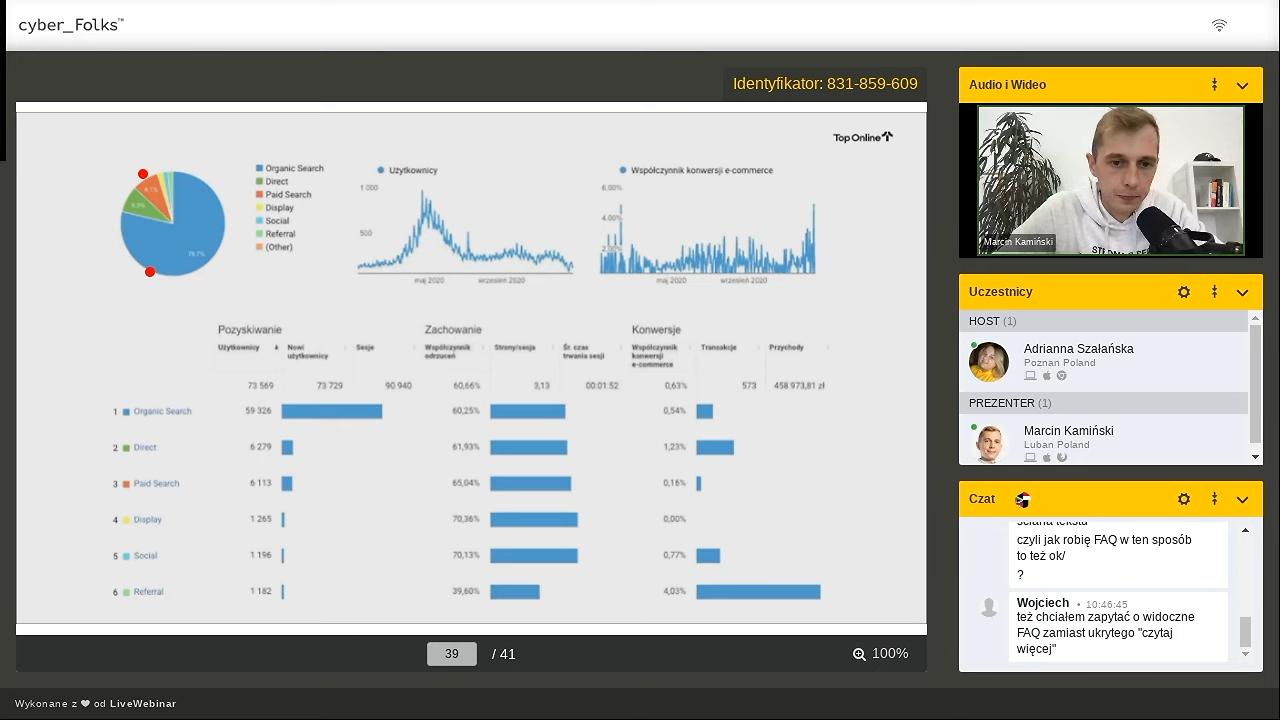 cyber_Folks™
Identyfikator: 831-859-609
Top Online
Organic Search
Direct
Paid Search
Display
Social
Referral
(Other)
78,7%
Użytkownicy
1 000
500
maj 2020
wrzesień 2020
Współczynnik konwersji e-commerce
6,00%
4,00%
2,00%
maj 2020
wrzesień 2020
Pozyskiwanie
Zachowanie
Konwersje
Użytkownicy
Nowi użytkownicy
Sesje
Współczynnik odrzuceń
Strony/sesja
Śr. czas trwania sesji
Współczynnik konwersji e-commerce
Transakcje
Przychody
73 569
73 729
90 940
60,66%
3,13
00:01:52
0,63%
573
458 973,81 zł
1 Organic Search 59 326 60,25% 0,54%
2 Direct 6 279 61,93% 1,23%
3 Paid Search 6 113 65,04% 0,16%
4 Display 1 265 70,36% 0,00%
5 Social 1 196 70,13% 0,77%
6 Referral 1 182 39,60% 4,03%
39 / 41
100%
Audio i Wideo
Marcin Kamiński
Uczestnicy
HOST (1)
Adrianna Szalańska
Poznan Poland
PREZENTER (1)
Marcin Kamiński
Luban Poland
Czat
ściana tekstu
czyli jak robię FAQ w ten sposób
to też ok/
?
Wojciech • 10:46:45
też chciałem zapytać o widoczne
FAQ zamiast ukrytego "czytaj
więcej"
Wykonane z ❤ od LiveWebinar